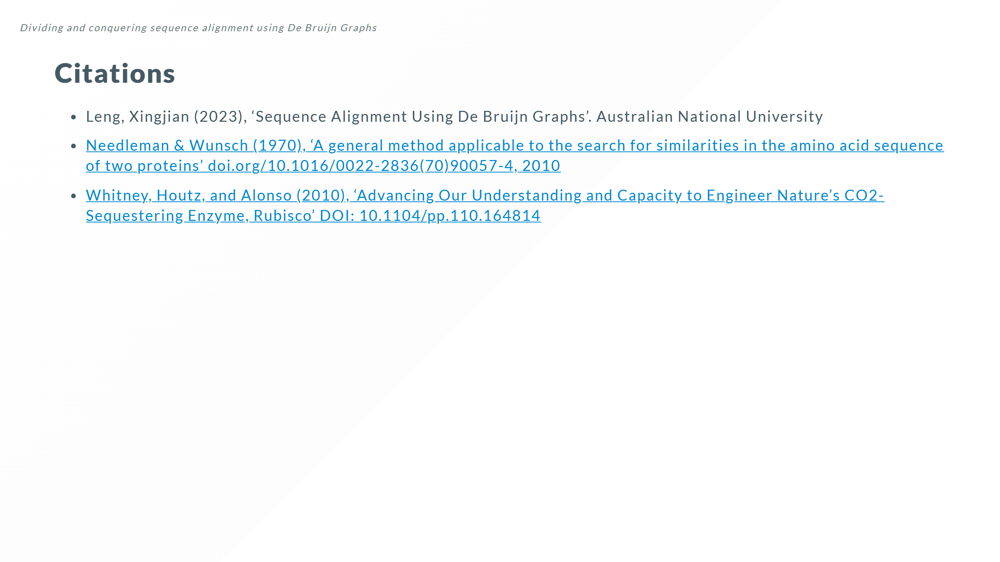 Dividing and conquering sequence alignment using De Bruijn Graphs
Citations
• Leng, Xingjian (2023), ‘Sequence Alignment Using De Bruijn Graphs’. Australian National University
• Needleman & Wunsch (1970), ‘A general method applicable to the search for similarities in the amino acid sequence
of two proteins’ doi.org/10.1016/0022-2836(70)90057-4, 2010
• Whitney, Houtz, and Alonso (2010), ‘Advancing Our Understanding and Capacity to Engineer Nature’s CO2-
Sequestering Enzyme, Rubisco’ DOI: 10.1104/pp.110.164814